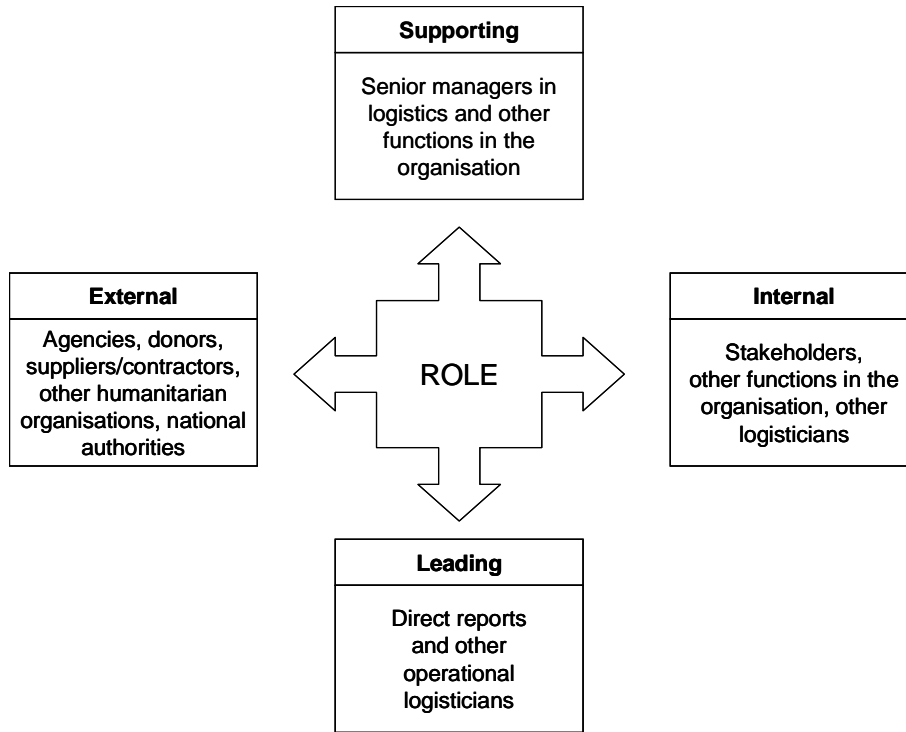 Supporting
Senior managers in
logistics and other
functions in the
organisation
External
Agencies, donors,
suppliers/contractors,
other humanitarian
organisations, national
authorities
ROLE
Internal
Stakeholders,
other functions in the
organisation, other
logisticians
Leading
Direct reports
and other
operational
logisticians